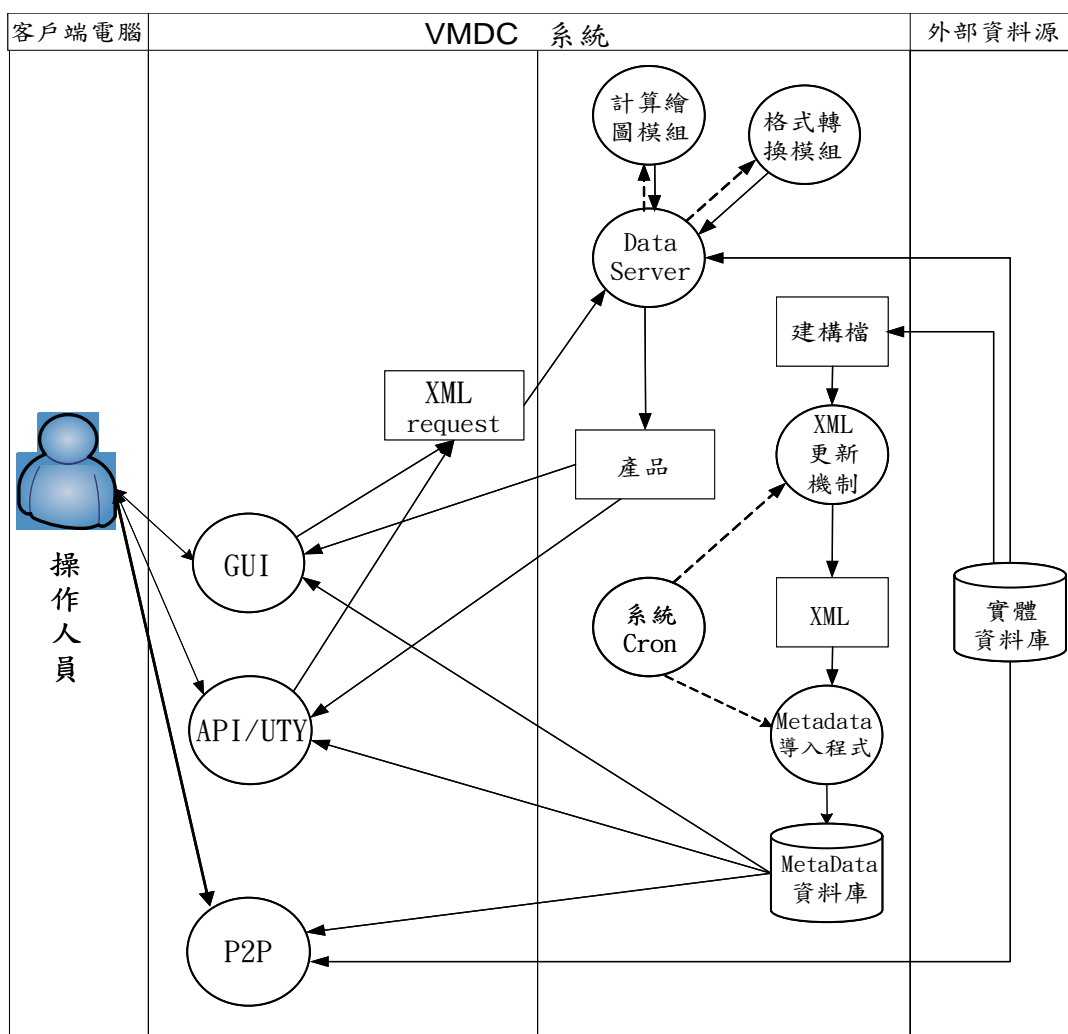 客戶端電腦
VMDC 系統
外部資料源
計算繪
圖模組
格式轉
換模組
Data
Server
建構檔
XML
request
XML
更新
機制
產品
GUI
操作人員
系統
Cron
XML
實體
資料庫
API/UTY
Metadata
導入程式
MetaData
資料庫
P2P